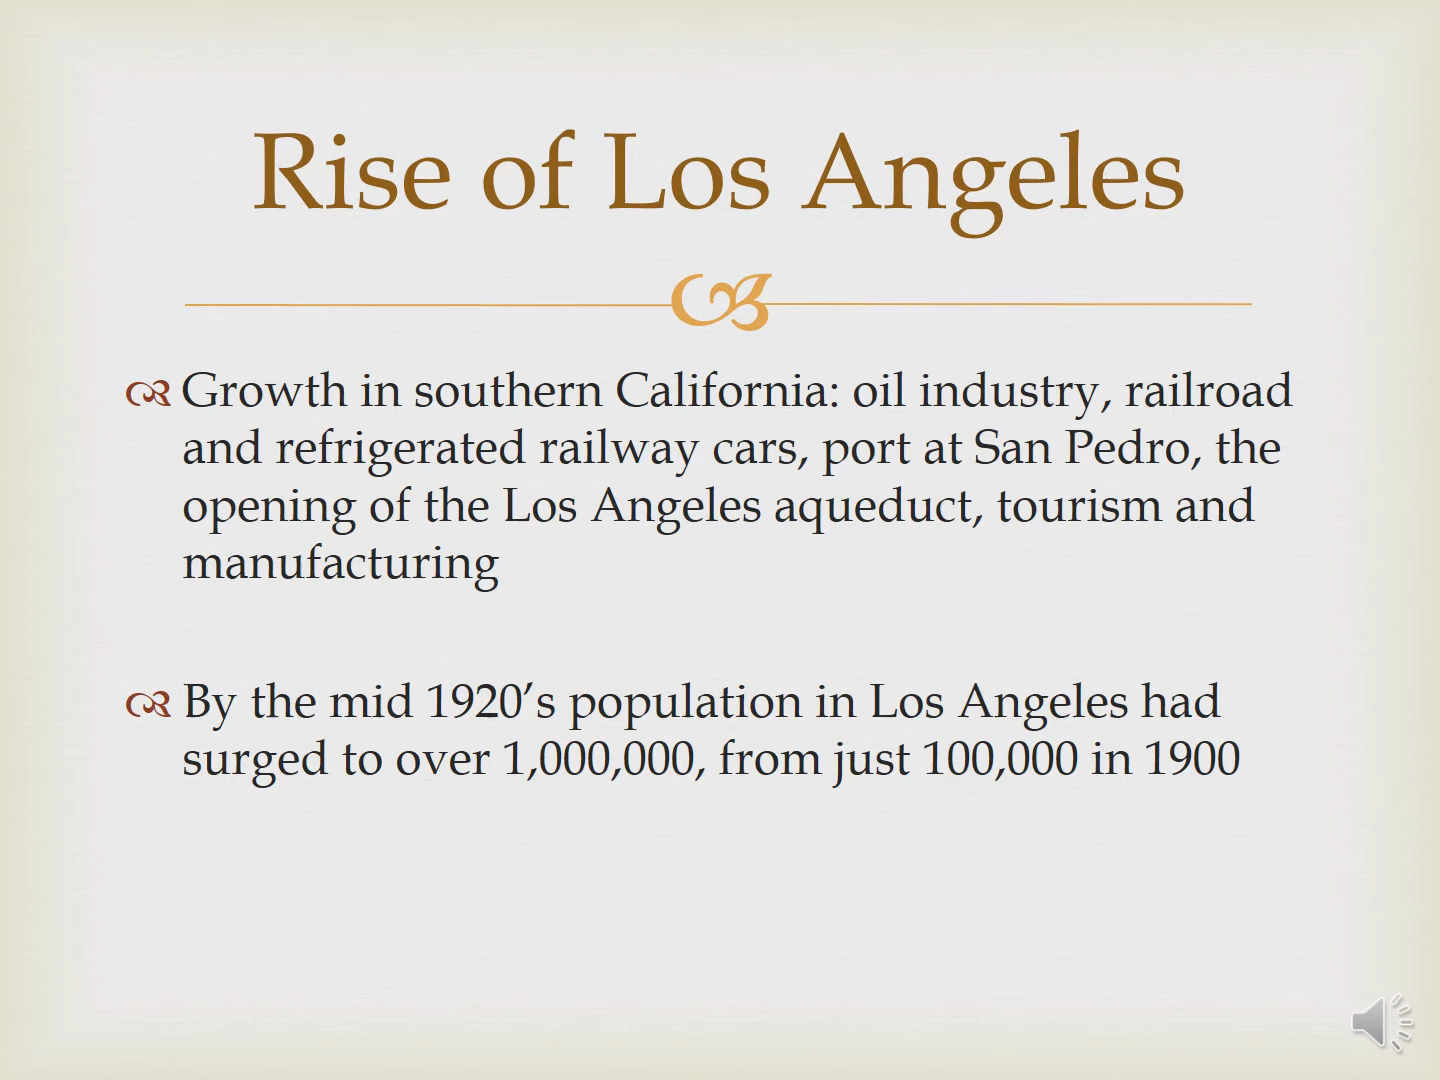 Rise of Los Angeles
Growth in southern California: oil industry, railroad
and refrigerated railway cars, port at San Pedro, the
opening of the Los Angeles aqueduct, tourism and
manufacturing
By the mid 1920’s population in Los Angeles had
surged to over 1,000,000, from just 100,000 in 1900